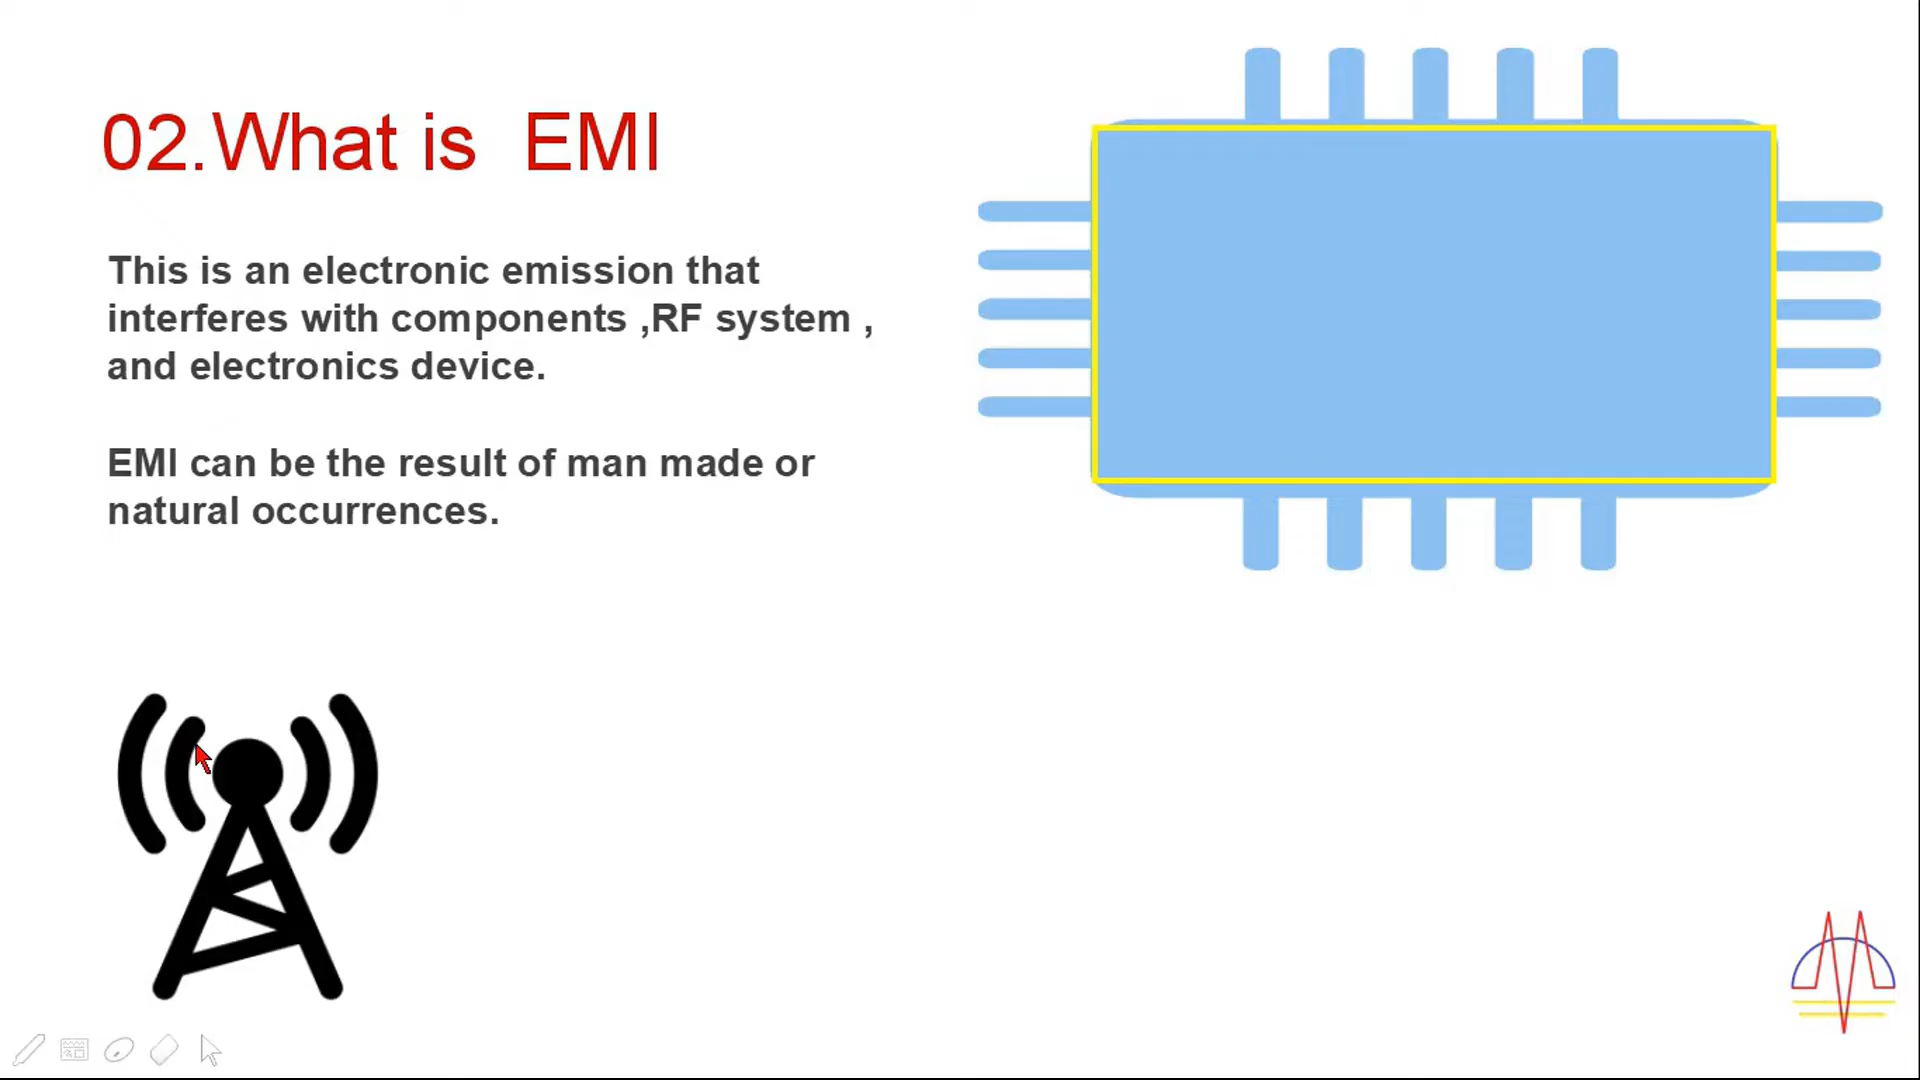 02.What is  EMI
This is an electronic emission that
interferes with components ,RF system ,
and electronics device.
EMI can be the result of man made or
natural occurrences.